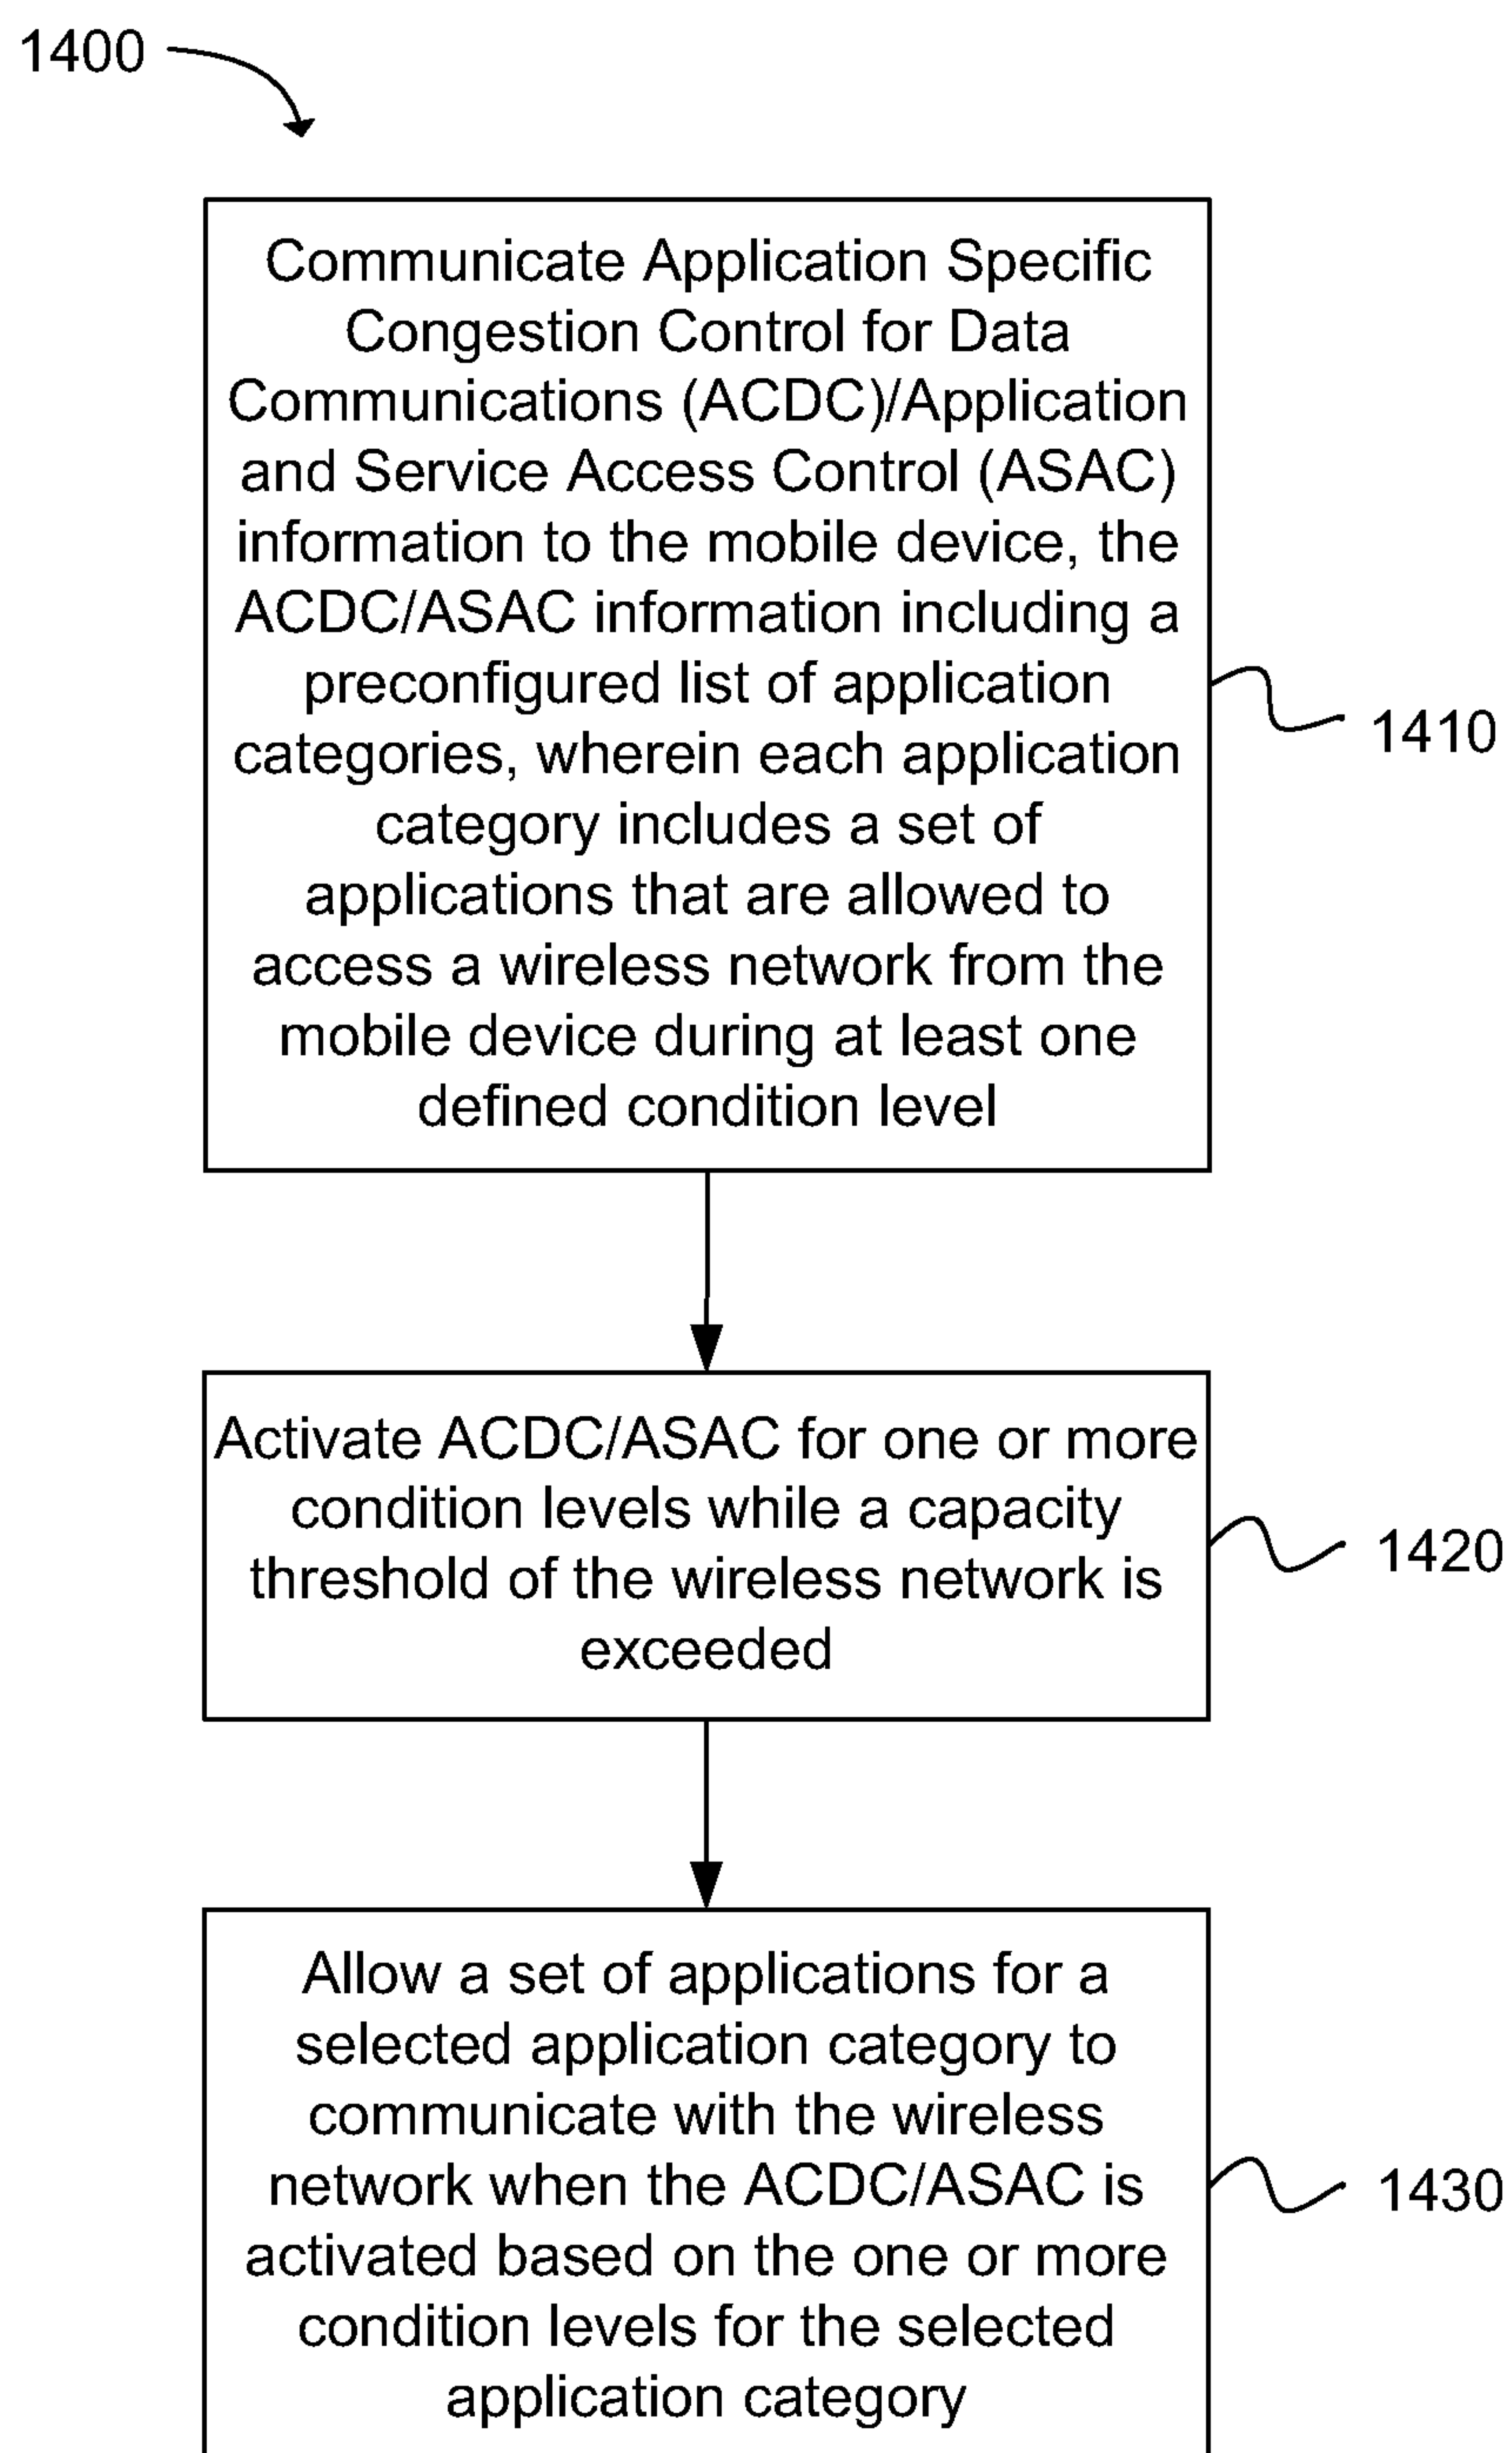 1400
Communicate Application Specific
Congestion Control for Data
Communications (ACDC)/Application
and Service Access Control (ASAC)
information to the mobile device, the
ACDC/ASAC information including a
preconfigured list of application
categories, wherein each application
category includes a set of
applications that are allowed to
access a wireless network from the
mobile device during at least one
defined condition level
1410
Activate ACDC/ASAC for one or more
condition levels while a capacity
threshold of the wireless network is
exceeded
1420
Allow a set of applications for a
selected application category to
communicate with the wireless
network when the ACDC/ASAC is
activated based on the one or more
condition levels for the selected
application category
1430